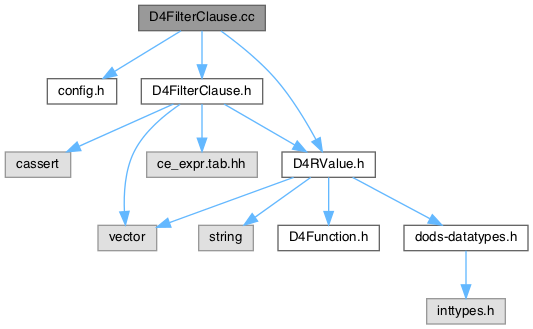 D4FilterClause.cc
config.h
D4FilterClause.h
cassert
ce_expr.tab.hh
D4RValue.h
vector
string
D4Function.h
dods-datatypes.h
inttypes.h